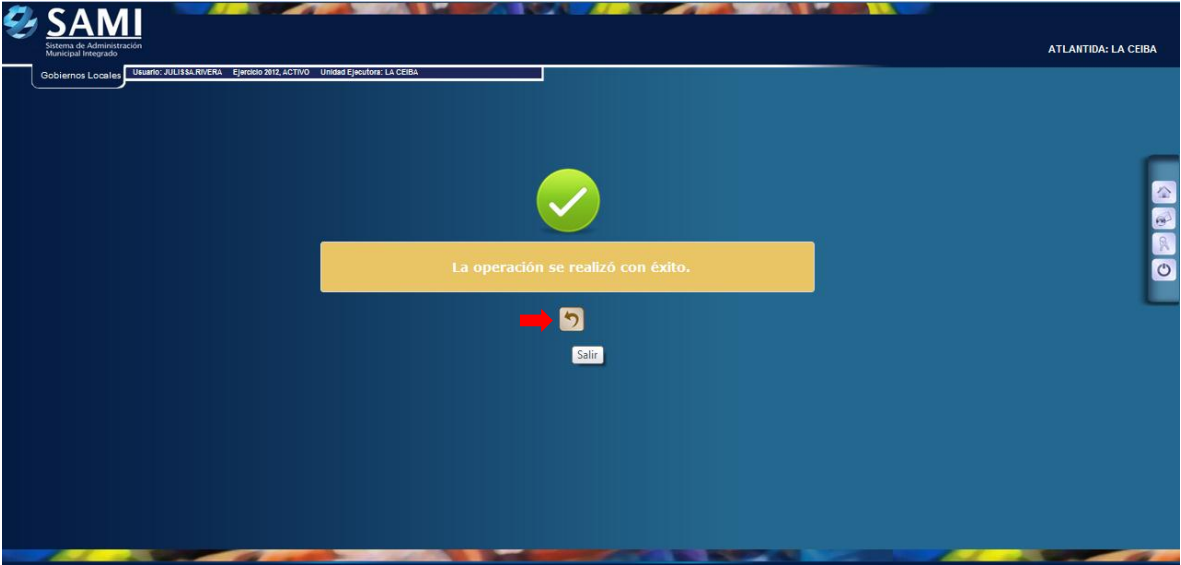 SAMI
Sistema de Administración
Municipal Integrado
ATLANTIDA: LA CEIBA
Gobiernos Locales
Usuario: JULISSA.RIVERA Ejercicio 2012, ACTIVO Unidad Ejecutora: LA CEIBA
La operación se realizó con éxito.
Salir